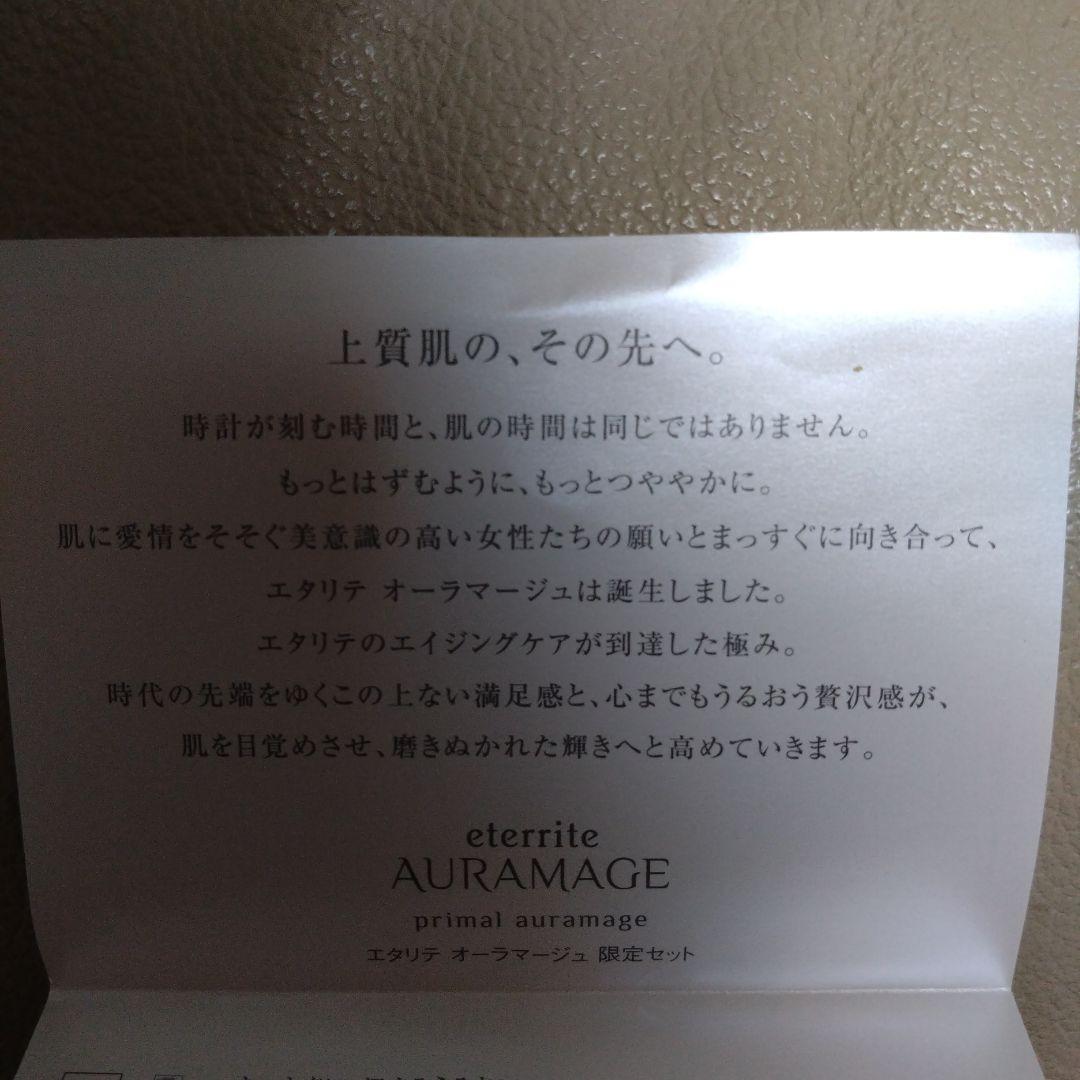 上質肌の、その先へ。
時計が刻む時間と、肌の時間は同じではありません。
もっとはずむように、もっとつややかに。
肌に愛情をそそぐ美意識の高い女性たちの願いとまっすぐに向き合って、
エタリテ オーラマージュは誕生しました。
エタリテのエイジングケアが到達した極み。
時代の先端をゆくこの上ない満足感と、心までもうるおう贅沢感が、
肌を目覚めさせ、磨きぬかれた輝きへと高めていきます。
eterrite
AURAMAGE
primal auramage
エタリテ オーラマージュ 限定セット